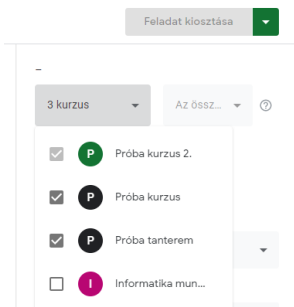 Feladat kiosztása
–
3 kurzus
Az össz...
P Próba kurzus 2.
P Próba kurzus
P Próba tanterem
I Informatika mun...